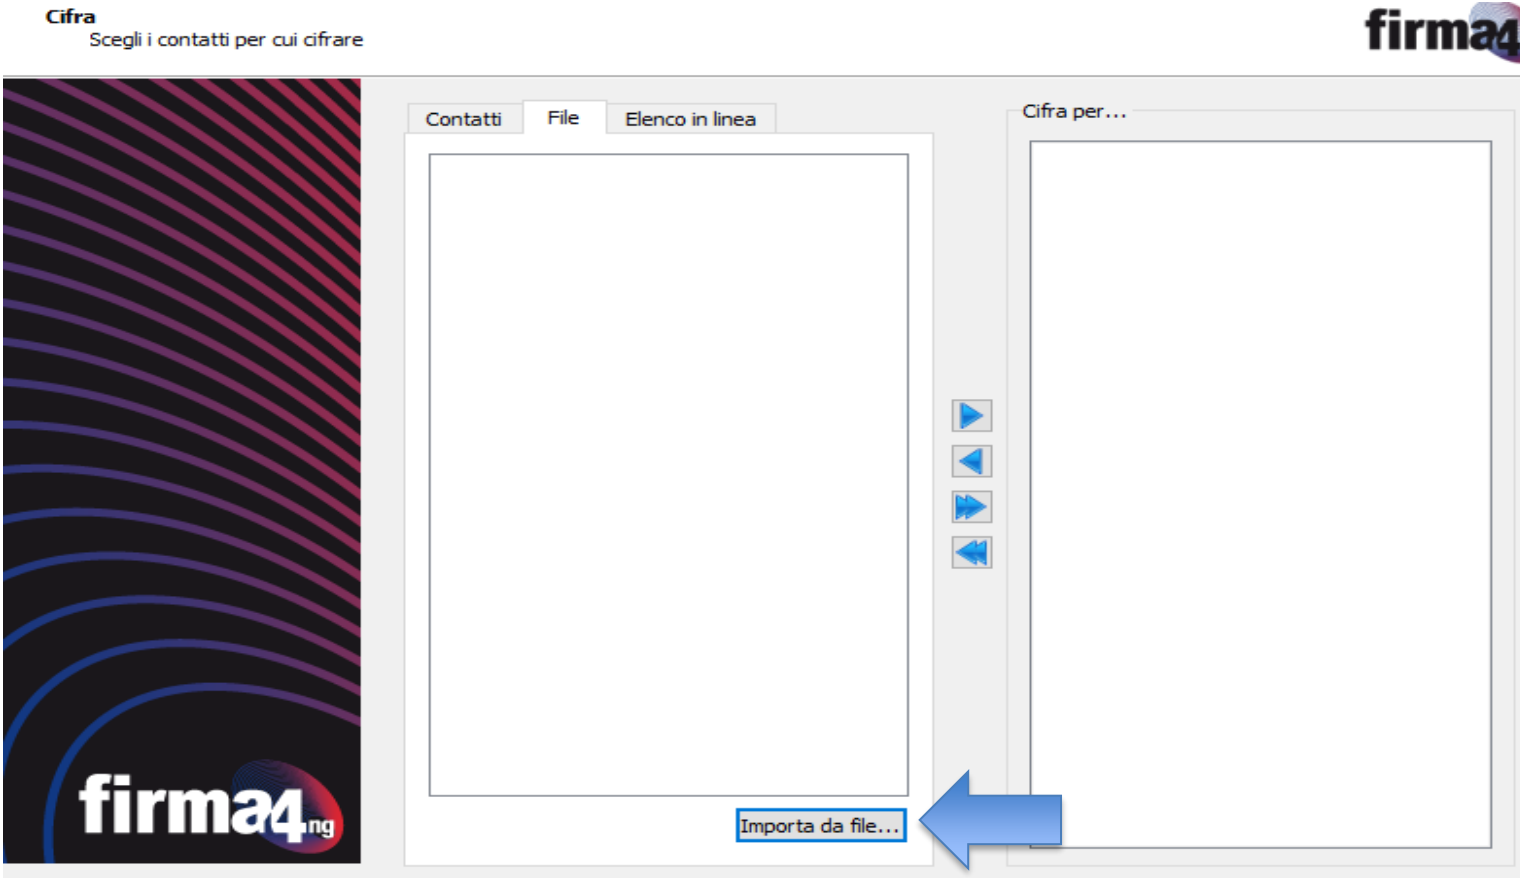 Cifra
Scegli i contatti per cui cifrare
firma4
Contatti
File
Elenco in linea
Cifra per...
Importa da file...
firma4ng